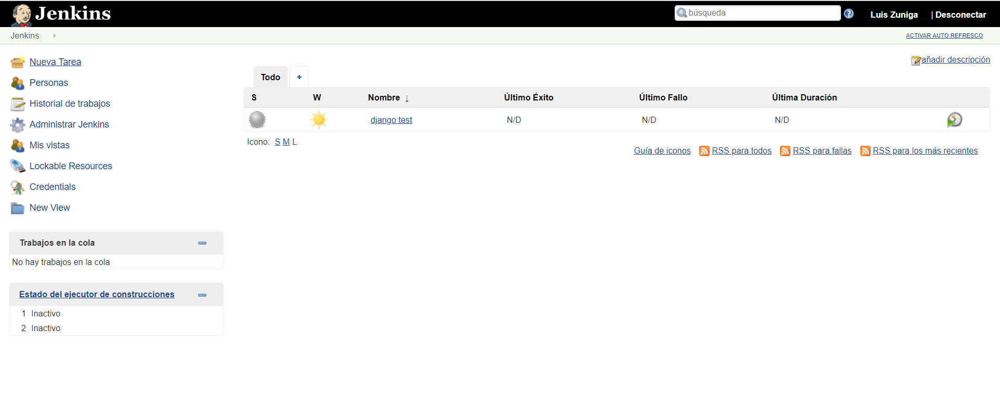 Jenkins
búsqueda
?
Luis Zuniga
| Desconectar
Jenkins
ACTIVAR AUTO REFRESCO
Nueva Tarea
Personas
Historial de trabajos
Administrar Jenkins
Mis vistas
Lockable Resources
Credentials
New View
Trabajos en la cola
No hay trabajos en la cola
Estado del ejecutor de construcciones
1 Inactivo
2 Inactivo
añadir descripción
Todo +
S W Nombre ↓ Último Éxito Último Fallo Última Duración
django test N/D N/D N/D
Icono: S M L
Guía de iconos RSS para todos RSS para fallas RSS para los más recientes